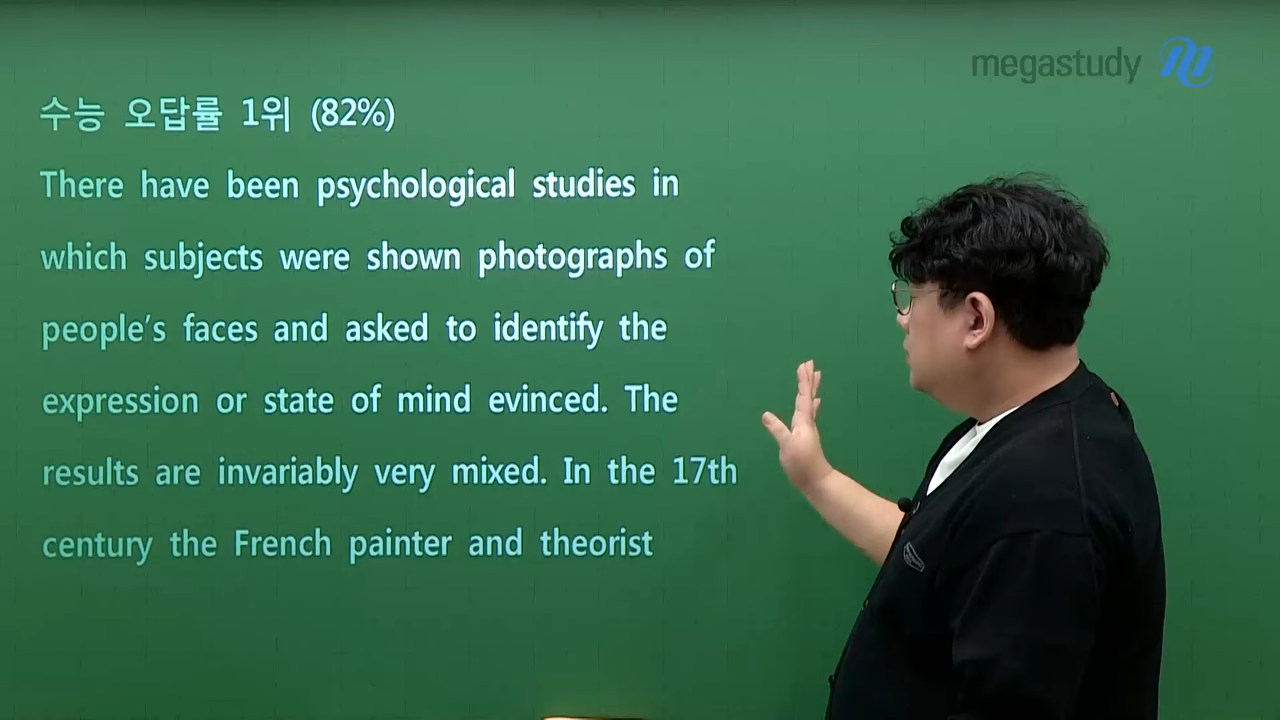 megastudy
수능 오답률 1위 (82%)
There have been psychological studies in
which subjects were shown photographs of
people's faces and asked to identify the
expression or state of mind evinced. The
results are invariably very mixed. In the 17th
century the French painter and theorist